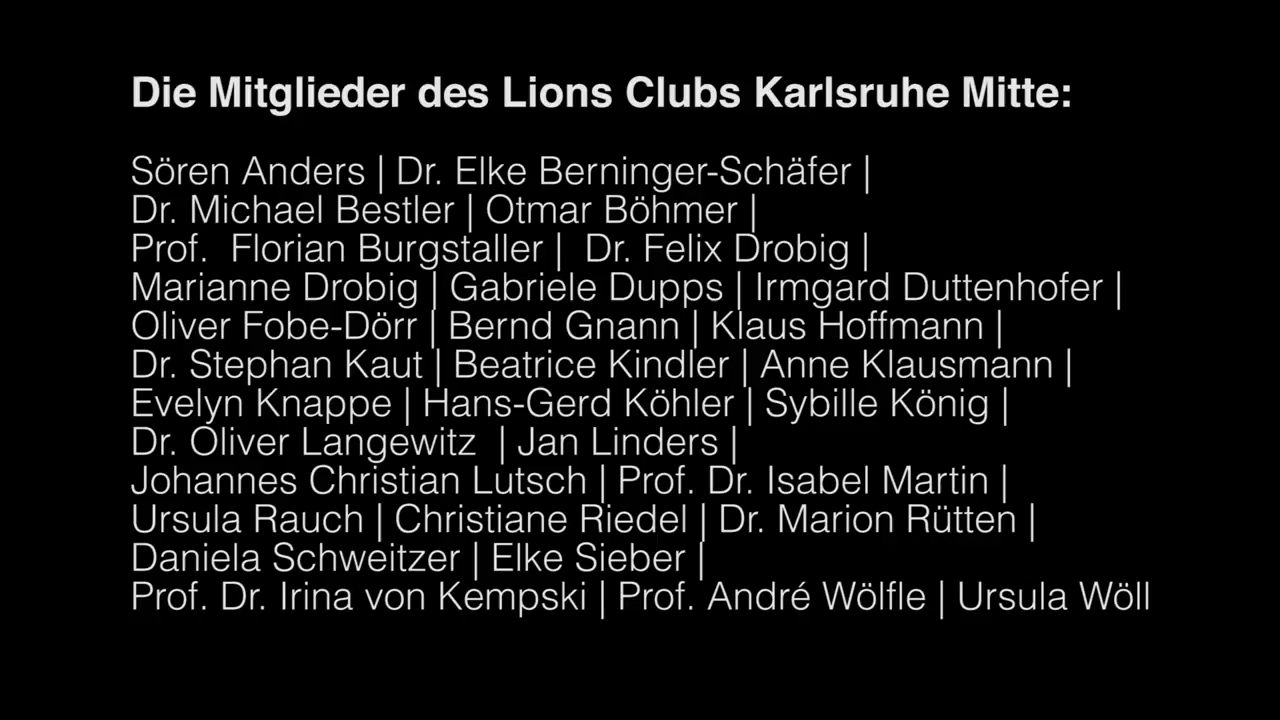 Die Mitglieder des Lions Clubs Karlsruhe Mitte:
Sören Anders | Dr. Elke Berninger-Schäfer |
Dr. Michael Bestler | Otmar Böhmer |
Prof.  Florian Burgstaller |  Dr. Felix Drobig |
Marianne Drobig | Gabriele Dupps | Irmgard Duttenhofer |
Oliver Fobe-Dörr | Bernd Gnann | Klaus Hoffmann |
Dr. Stephan Kaut | Beatrice Kindler | Anne Klausmann |
Evelyn Knappe | Hans-Gerd Köhler | Sybille König |
Dr. Oliver Langewitz  | Jan Linders |
Johannes Christian Lutsch | Prof. Dr. Isabel Martin |
Ursula Rauch | Christiane Riedel | Dr. Marion Rütten |
Daniela Schweitzer | Elke Sieber |
Prof. Dr. Irina von Kempski | Prof. André Wölfle | Ursula Wöll